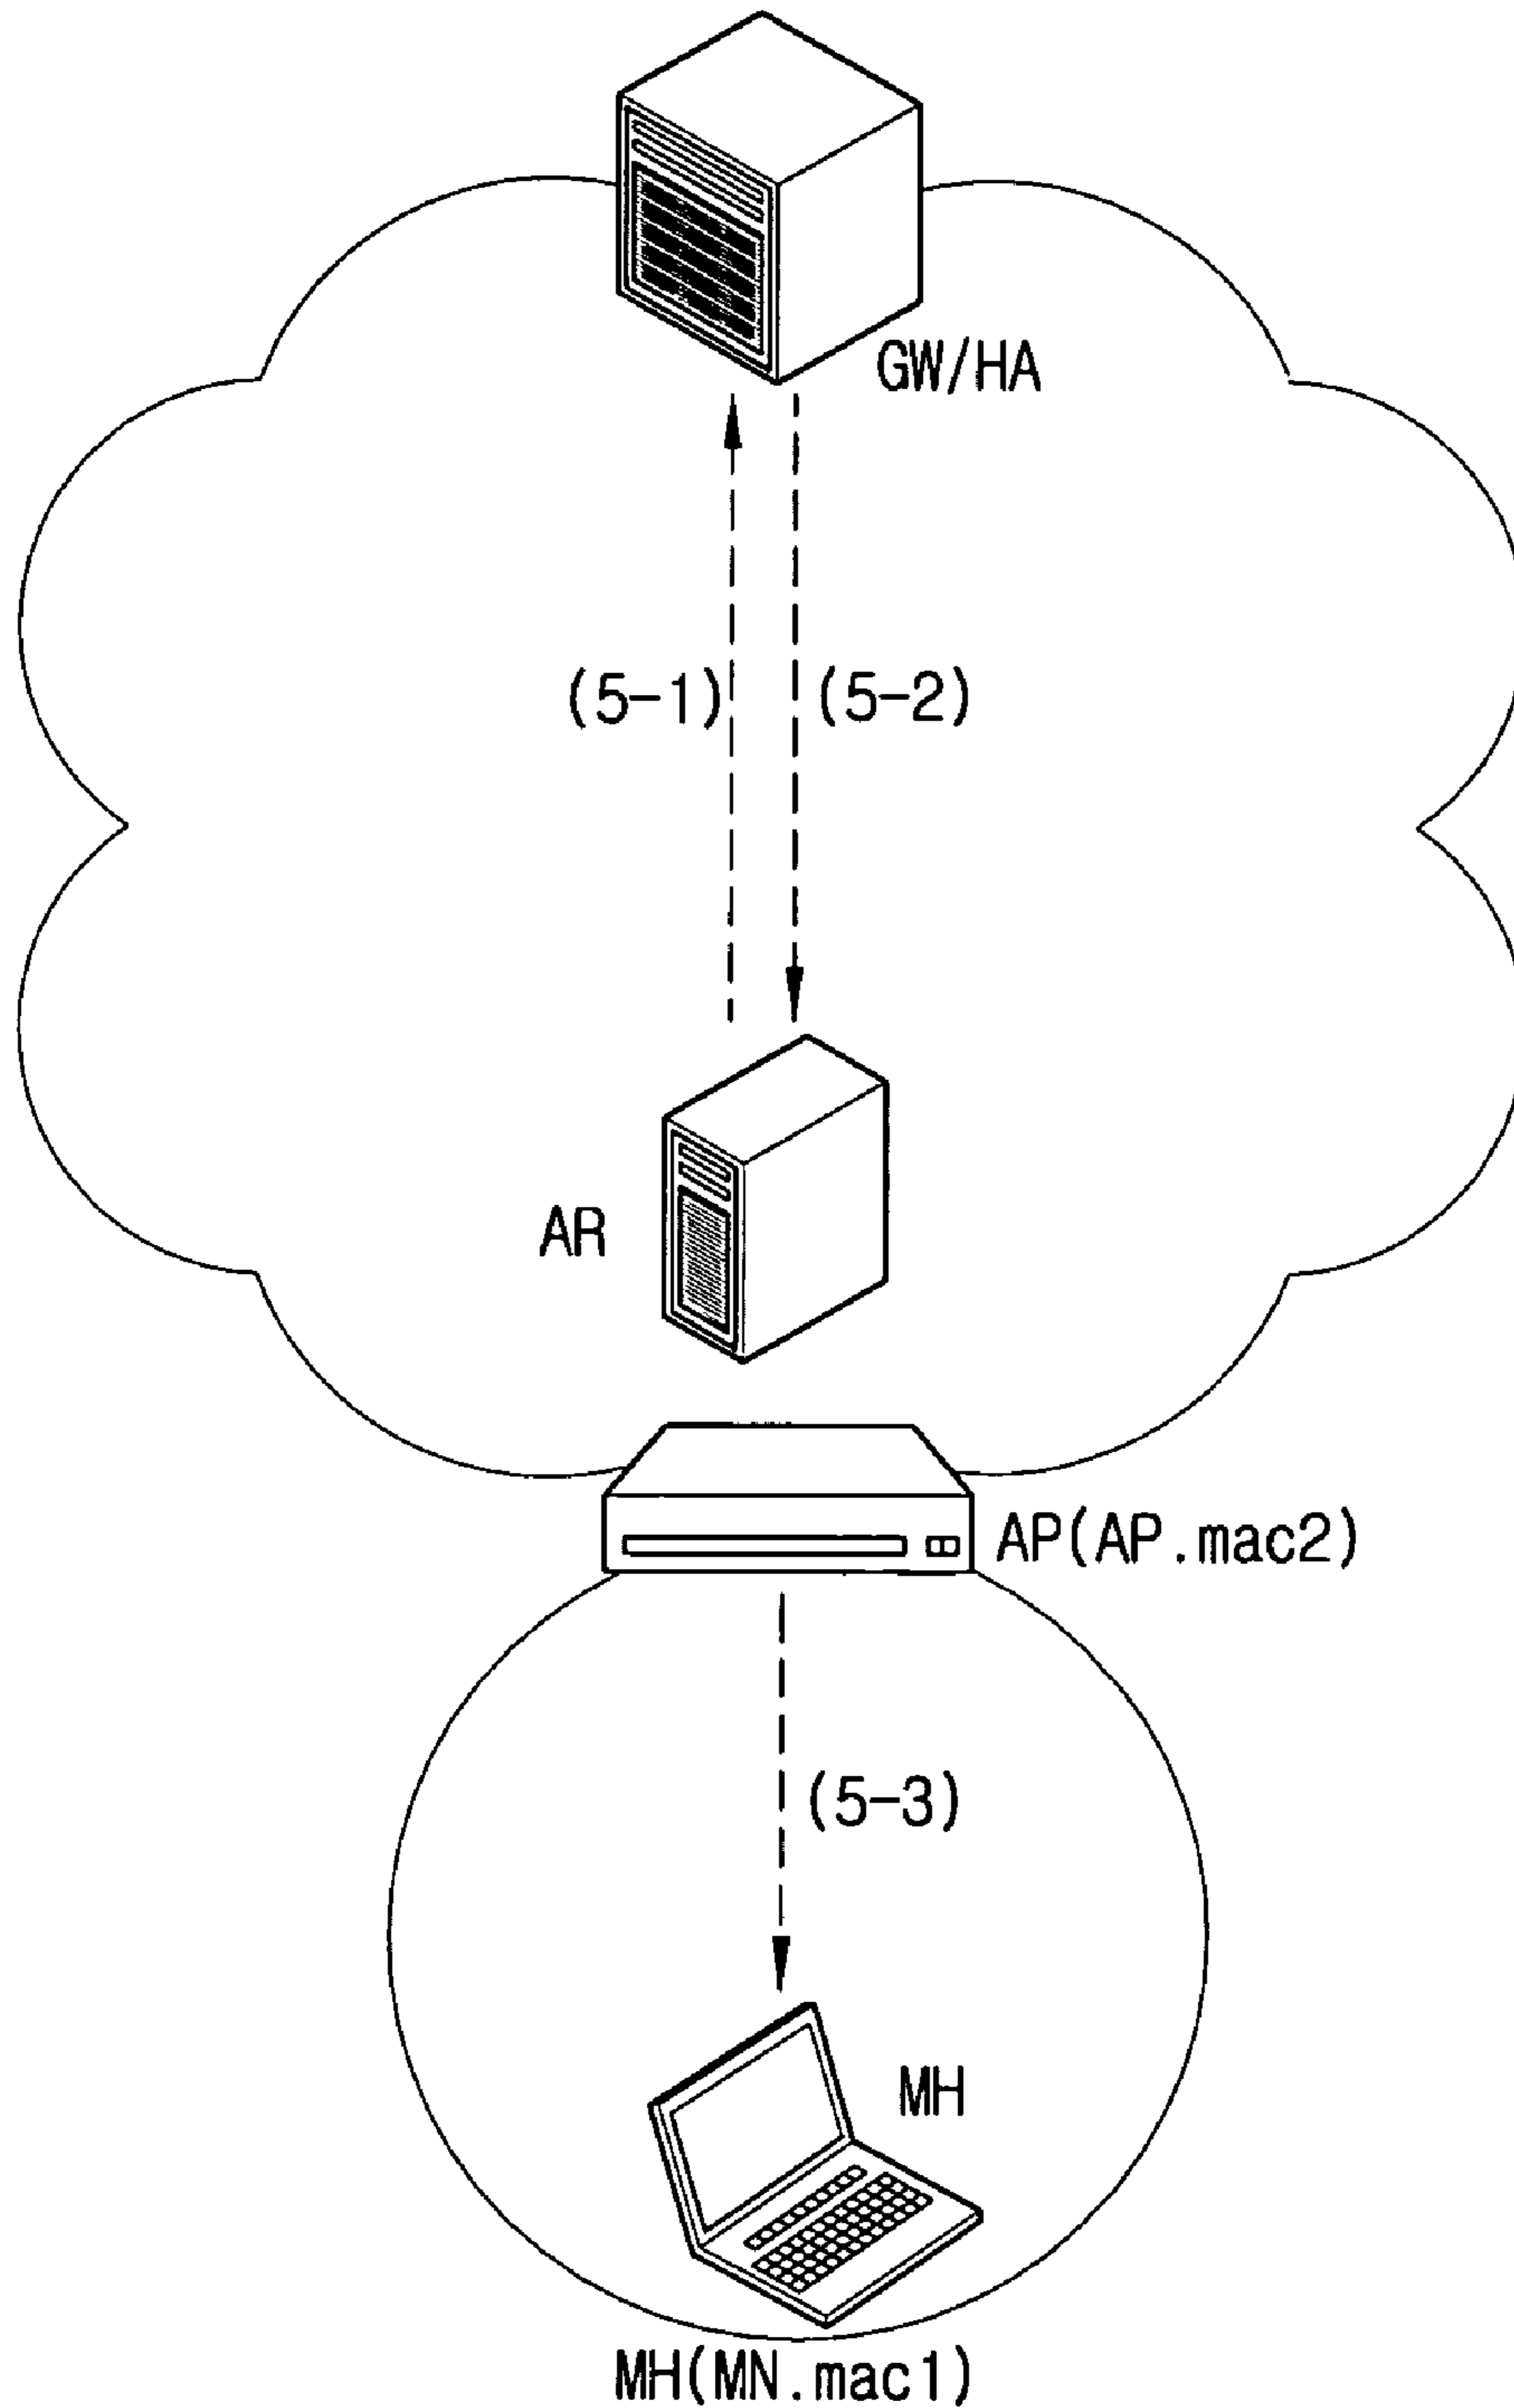 GW/HA
(5-1) (5-2)
AR
AP(AP.mac2)
(5-3)
MH
MH(MN.mac1)